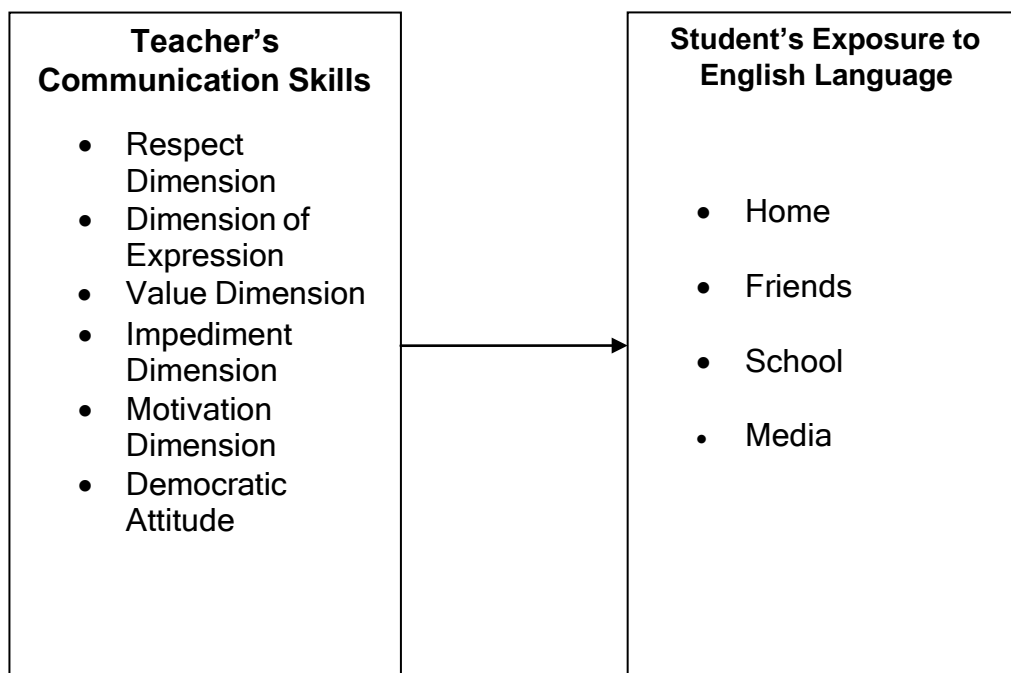 Teacher’s
Communication Skills
• Respect
Dimension
• Dimension of
Expression
• Value Dimension
• Impediment
Dimension
• Motivation
Dimension
• Democratic
Attitude
Student’s Exposure to
English Language
• Home
• Friends
• School
• Media